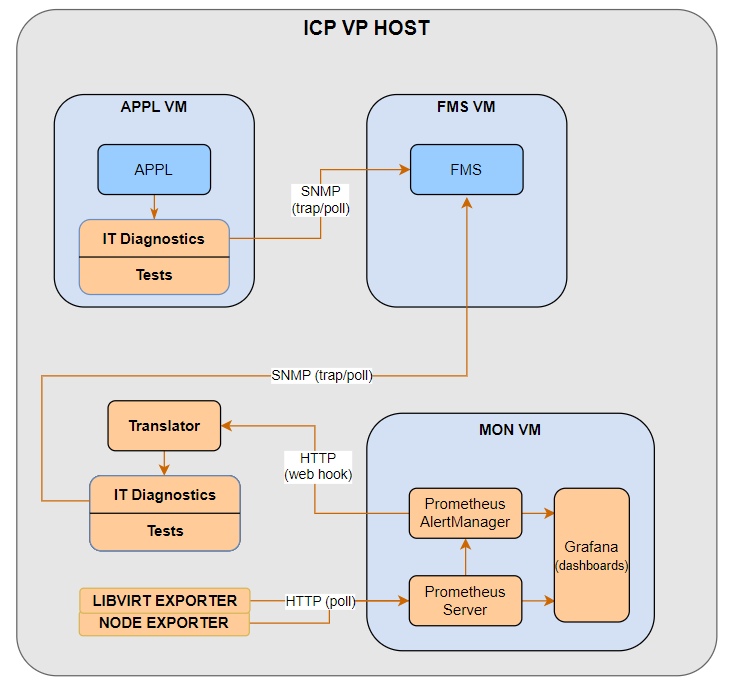 ICP VP HOST
APPL VM
APPL
IT Diagnostics
Tests
SNMP
(trap/poll)
FMS VM
FMS
SNMP (trap/poll)
Translator
IT Diagnostics
Tests
HTTP
(web hook)
MON VM
Prometheus
AlertManager
Grafana
(dashboards)
Prometheus
Server
LIBVIRT EXPORTER
NODE EXPORTER
HTTP (poll)